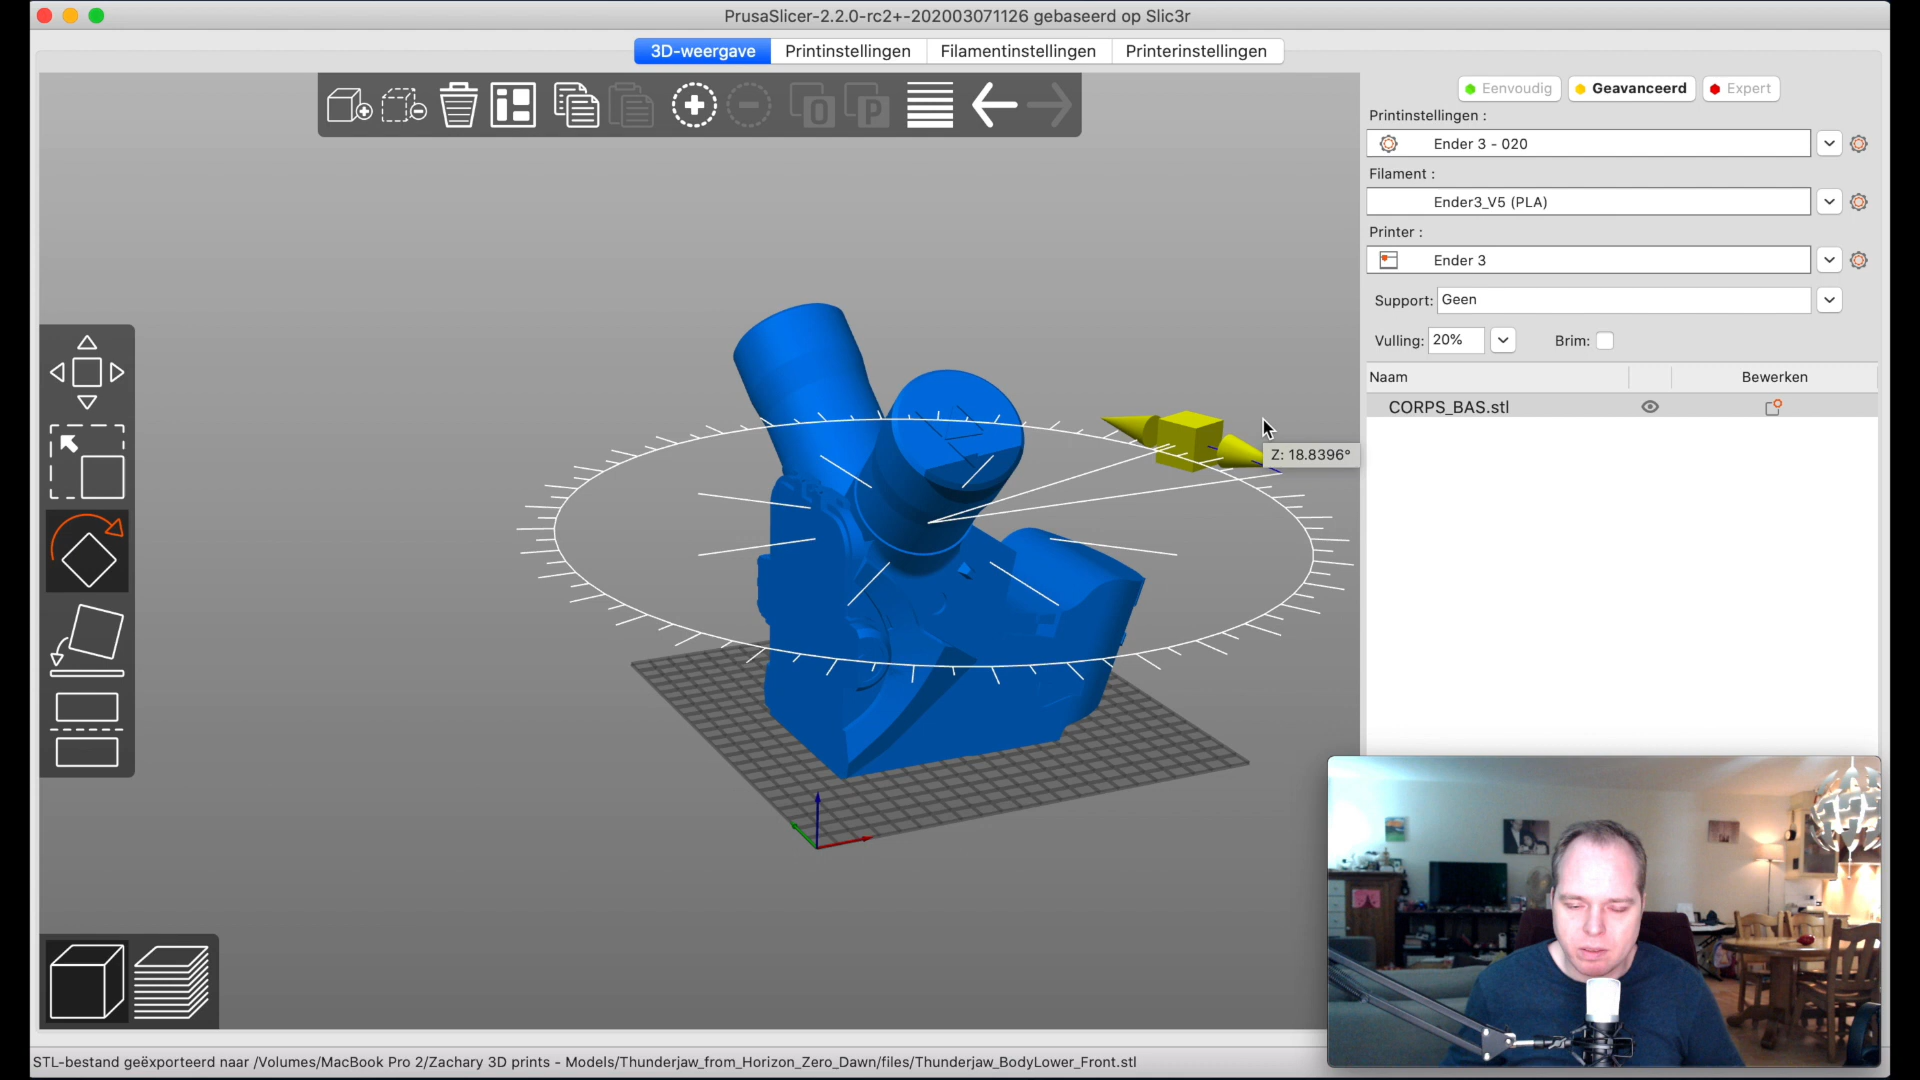 PrusaSlicer-2.2.0-rc2+-202003071126 gebaseerd op Slic3r
3D-weergave Printinstellingen Filamentinstellingen Printerinstellingen
Eenvoudig Geavanceerd Expert
Printinstellingen :
Ender 3 - 020
Filament :
Ender3_V5 (PLA)
Printer :
Ender 3
Support: Geen
Vulling: 20% Brim:
Naam Bewerken
CORPS_BAS.stl
Z: 18.8396°
O P
STL-bestand geëxporteerd naar /Volumes/MacBook Pro 2/Zachary 3D prints - Models/Thunderjaw_from_Horizon_Zero_Dawn/files/Thunderjaw_BodyLower_Front.stl